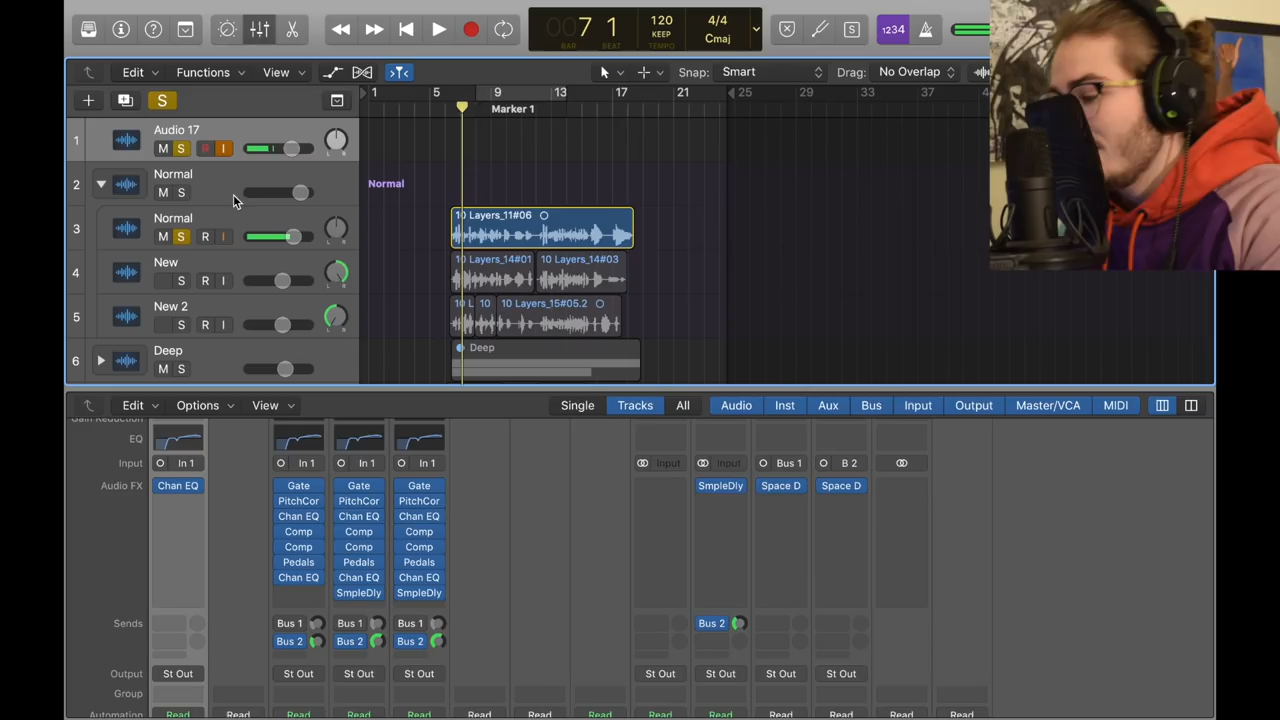 007 1
BAR BEAT
120
TEMPO
4/4
Cmaj
S
1234
Edit Functions View
Snap: Smart
Drag: No Overlap
S
1 5 9 13 17 21 25 29 33 37
Marker 1
1 Audio 17
M S R I
L R
2 Normal
M S
Normal
3 Normal
M S R I
L R
10 Layers_11#06
4 New
S R I
L R
10 Layers_14#01 10 Layers_14#03
5 New 2
S R I
L R
10 L 10 10 Layers_15#05.2
6 Deep
M S
Deep
Edit Options View
Single Tracks All
Audio Inst Aux Bus Input Output Master/VCA MIDI
Gain Reduction
EQ
Input In 1 In 1 In 1 In 1 Input Input Bus 1 B 2
Audio FX Chan EQ Gate Gate Gate SmpleDly Space D Space D
PitchCor PitchCor PitchCor
Chan EQ Chan EQ Chan EQ
Comp Comp Comp
Comp Comp Comp
Pedals Pedals Pedals
Chan EQ Chan EQ Chan EQ
SmpleDly SmpleDly
Sends Bus 1 Bus 1 Bus 1 Bus 2
Bus 2 Bus 2 Bus 2
Output St Out St Out St Out St Out St Out St Out St Out St Out
Group
Automation Read Read Read Read Read Read Read Read Read Read Read Read Read Read